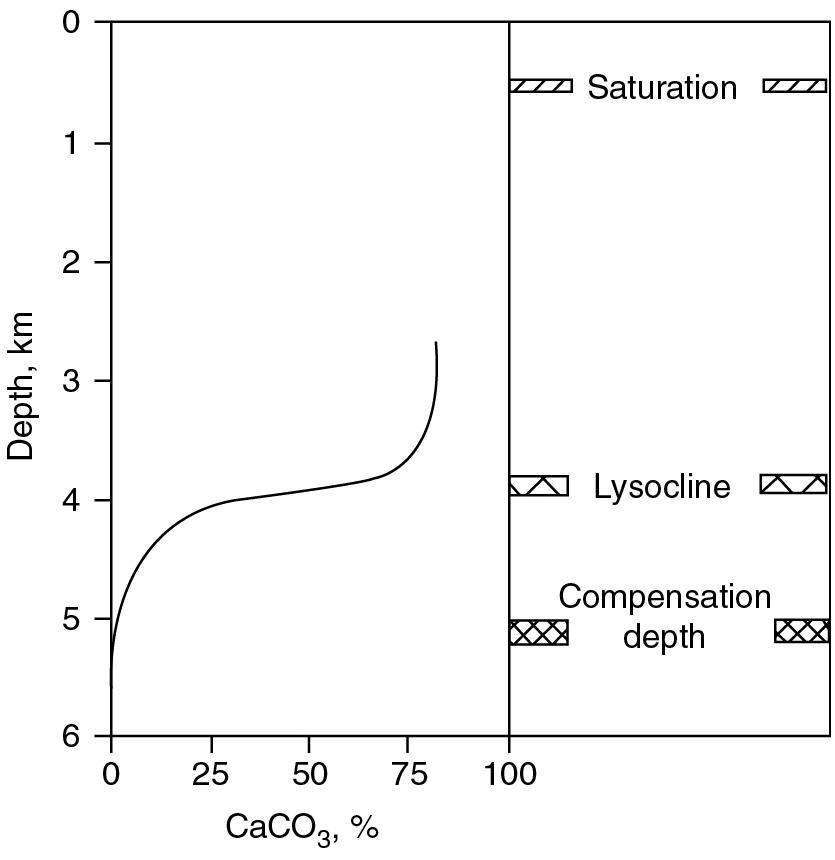 0
1
2
3
4
5
6
Depth, km
0 25 50 75 100
CaCO₃, %
Saturation
Lysocline
Compensation
depth